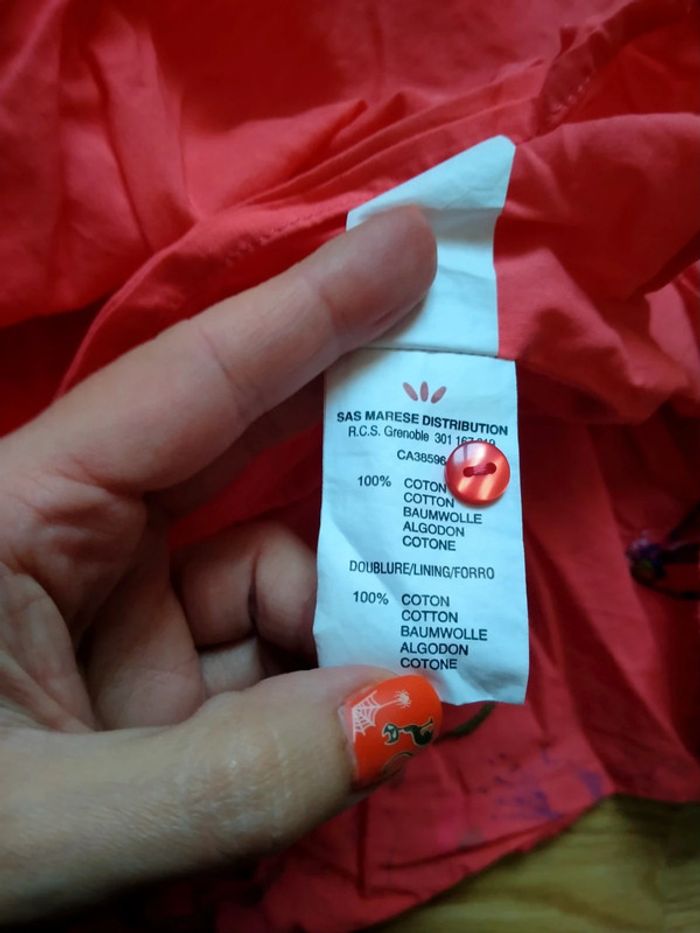 SAS MARESE DISTRIBUTION
R.C.S. Grenoble 301
CA38596
100% COTON
COTTON
BAUMWOLLE
ALGODON
COTONE
DOUBLURE/LINING/FORRO
100% COTON
COTTON
BAUMWOLLE
ALGODON
COTONE